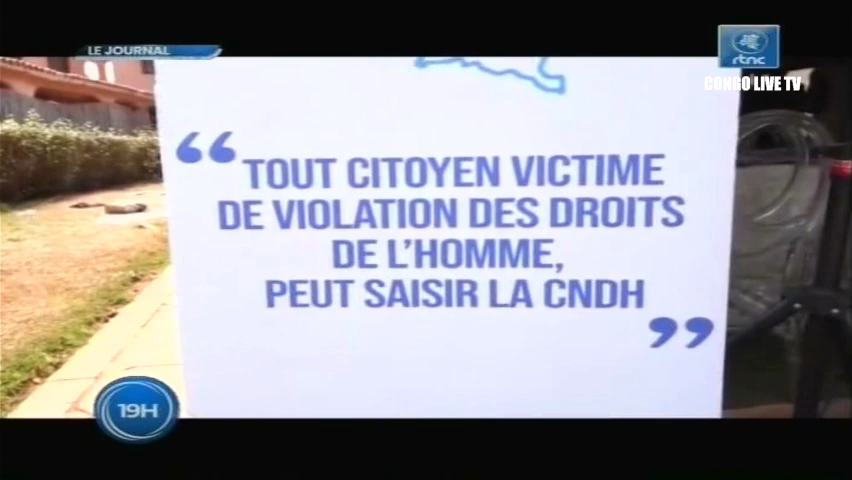 LE JOURNAL
rtnc
CONGO LIVE TV
“ TOUT CITOYEN VICTIME
DE VIOLATION DES DROITS
DE L’HOMME,
PEUT SAISIR LA CNDH ”
19H